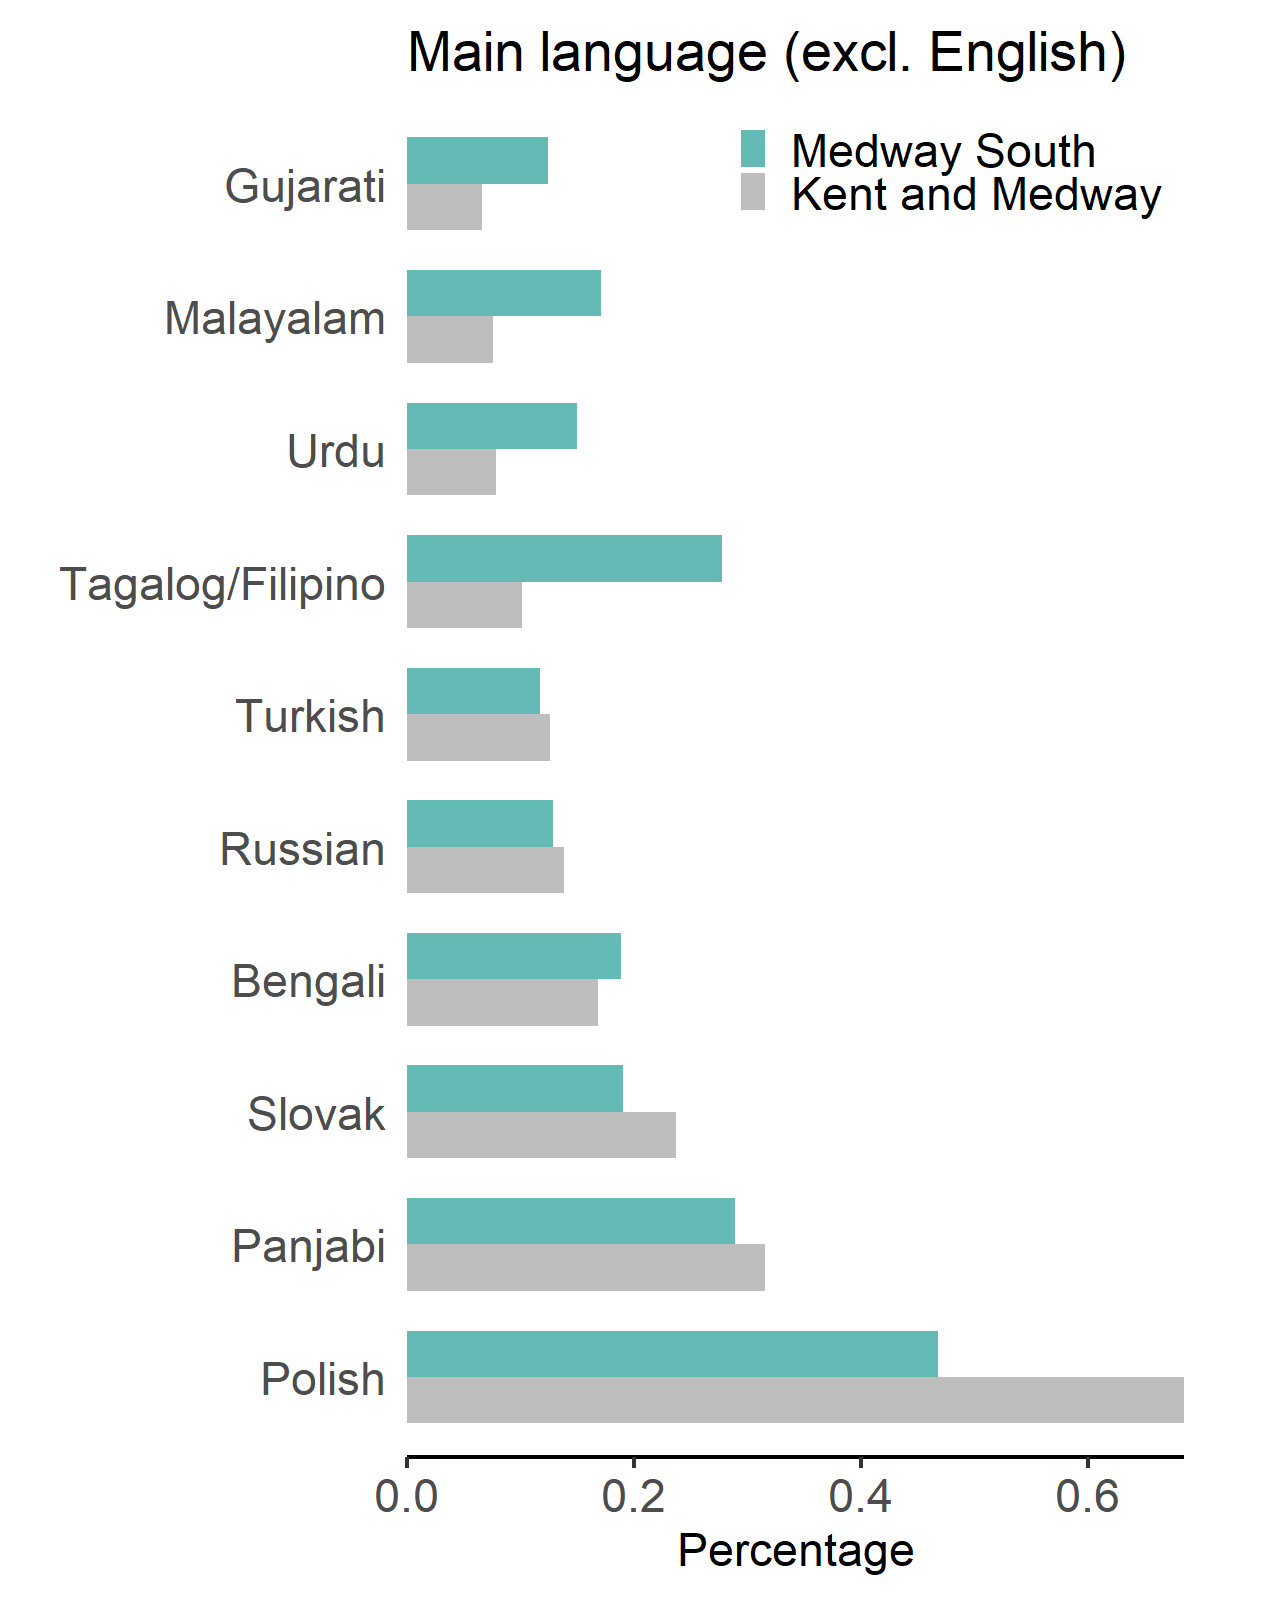 Main language (excl. English)
Medway South
Kent and Medway
Gujarati
Malayalam
Urdu
Tagalog/Filipino
Turkish
Russian
Bengali
Slovak
Panjabi
Polish
0.0 0.2 0.4 0.6
Percentage